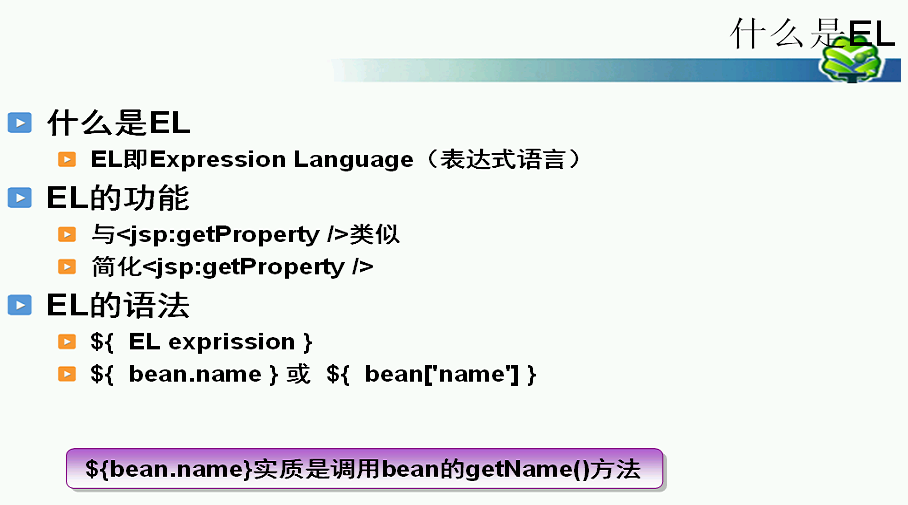 什么是EL
什么是EL
EL即Expression Language（表达式语言）
EL的功能
与<jsp:getProperty />类似
简化<jsp:getProperty />
EL的语法
${  EL exprission }
${  bean.name } 或  ${  bean['name'] }
${bean.name}实质是调用bean的getName()方法